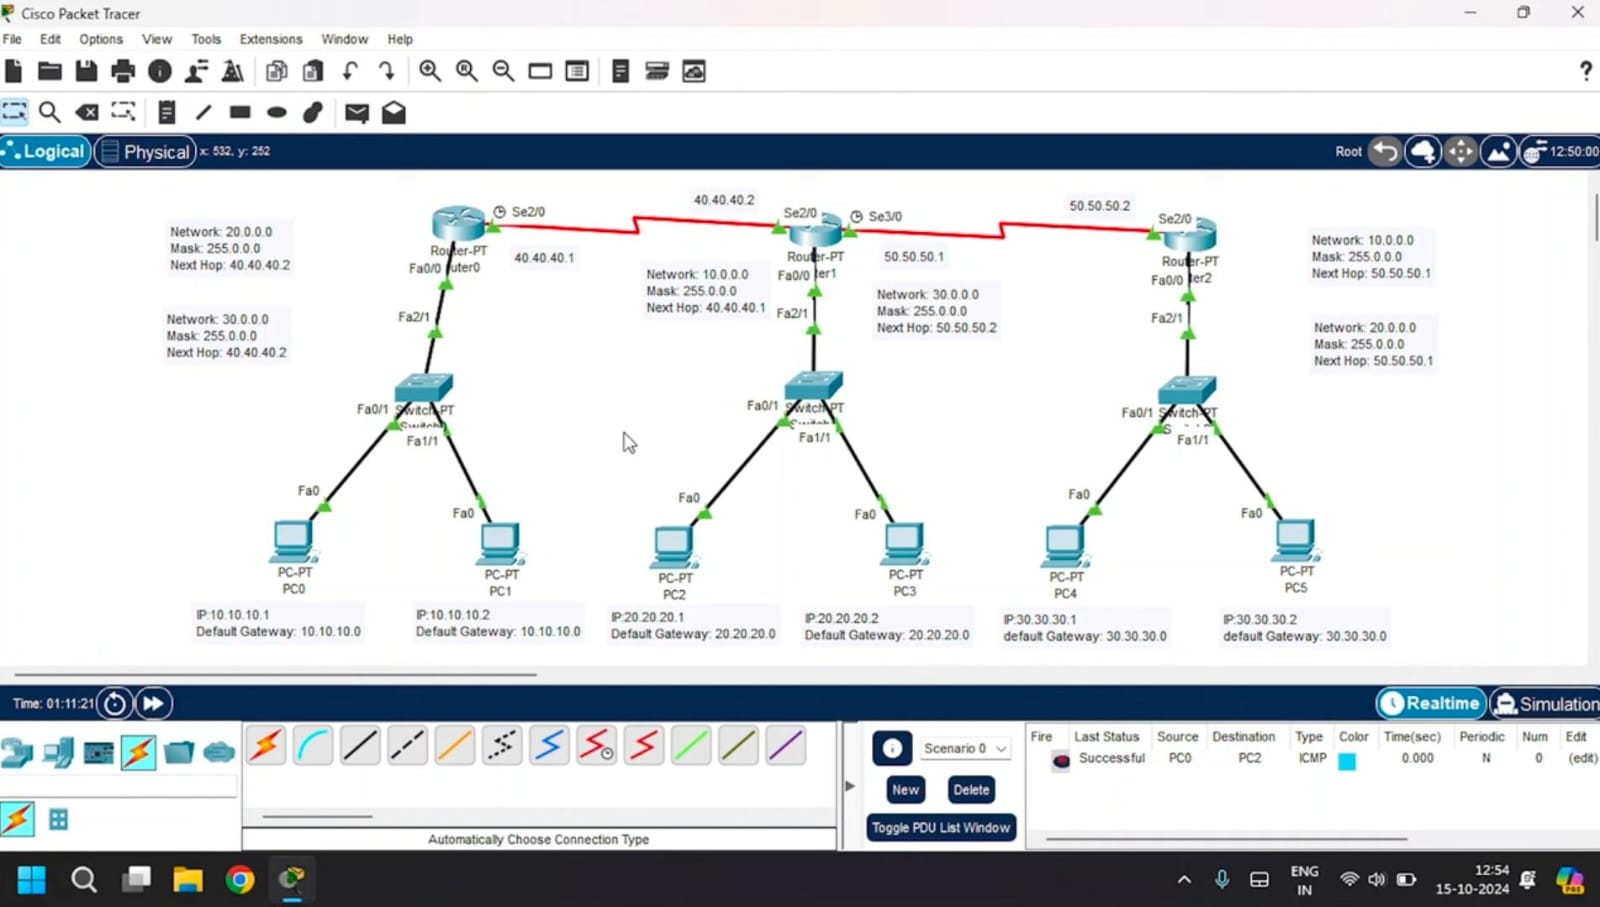 Cisco Packet Tracer
File Edit Options View Tools Extensions Window Help
?
Logical Physical x: 532, y: 252
Root 12:50:00
Network: 20.0.0.0
Mask: 255.0.0.0
Next Hop: 40.40.40.2
Network: 30.0.0.0
Mask: 255.0.0.0
Next Hop: 40.40.40.2
Se2/0
40.40.40.1
Router-PT
Fa0/0
Fa2/1
40.40.40.2
Se2/0
Se3/0
Network: 10.0.0.0
Mask: 255.0.0.0
Next Hop: 40.40.40.1
Router-PT
Fa0/0
Fa2/1
50.50.50.1
Network: 30.0.0.0
Mask: 255.0.0.0
Next Hop: 50.50.50.2
50.50.50.2
Se2/0
Router-PT
Fa0/0
Fa2/1
Network: 10.0.0.0
Mask: 255.0.0.0
Next Hop: 50.50.50.1
Network: 20.0.0.0
Mask: 255.0.0.0
Next Hop: 50.50.50.1
Fa0/1 Switch-PT
Fa1/1
Fa0/1 Switch-PT
Fa1/1
Fa0/1 Switch-PT
Fa1/1
Fa0
Fa0
Fa0
Fa0
Fa0
Fa0
PC-PT
PC0
PC-PT
PC1
PC-PT
PC2
PC-PT
PC3
PC-PT
PC4
PC-PT
PC5
IP:10.10.10.1
Default Gateway: 10.10.10.0
IP:10.10.10.2
Default Gateway: 10.10.10.0
IP:20.20.20.1
Default Gateway: 20.20.20.0
IP:20.20.20.2
Default Gateway: 20.20.20.0
IP:30.30.30.1
default Gateway: 30.30.30.0
IP:30.30.30.2
default Gateway: 30.30.30.0
Time: 01:11:21
Realtime Simulation
Scenario 0
New Delete
Toggle PDU List Window
Fire Last Status Source Destination Type Color Time(sec) Periodic Num Edit
Successful PC0 PC2 ICMP 0.000 N 0 (edit)
Automatically Choose Connection Type
ENG
IN
12:54
15-10-2024
PRE